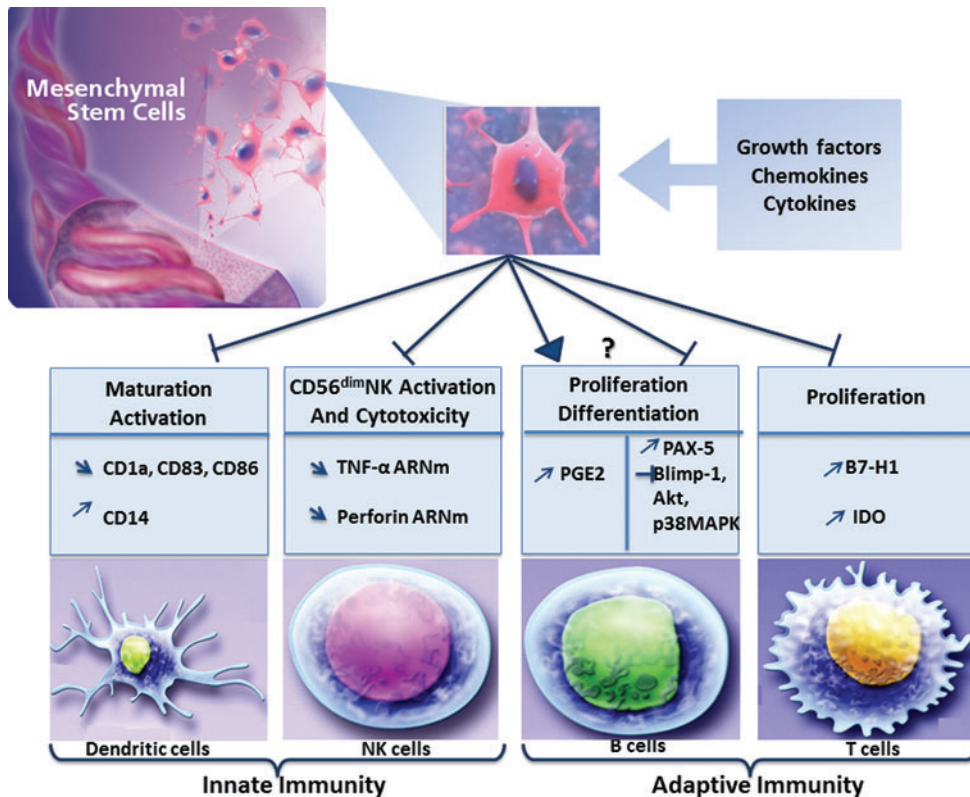 Mesenchymal
Stem Cells
Growth factors
Chemokines
Cytokines
?
Maturation
Activation
CD1a, CD83, CD86
CD14
CD56dimNK Activation
And Cytotoxicity
TNF-α ARNm
Perforin ARNm
Proliferation
Differentiation
PGE2
PAX-5
Blimp-1,
Akt,
p38MAPK
Proliferation
B7-H1
IDO
Dendritic cells
NK cells
B cells
T cells
Innate Immunity
Adaptive Immunity